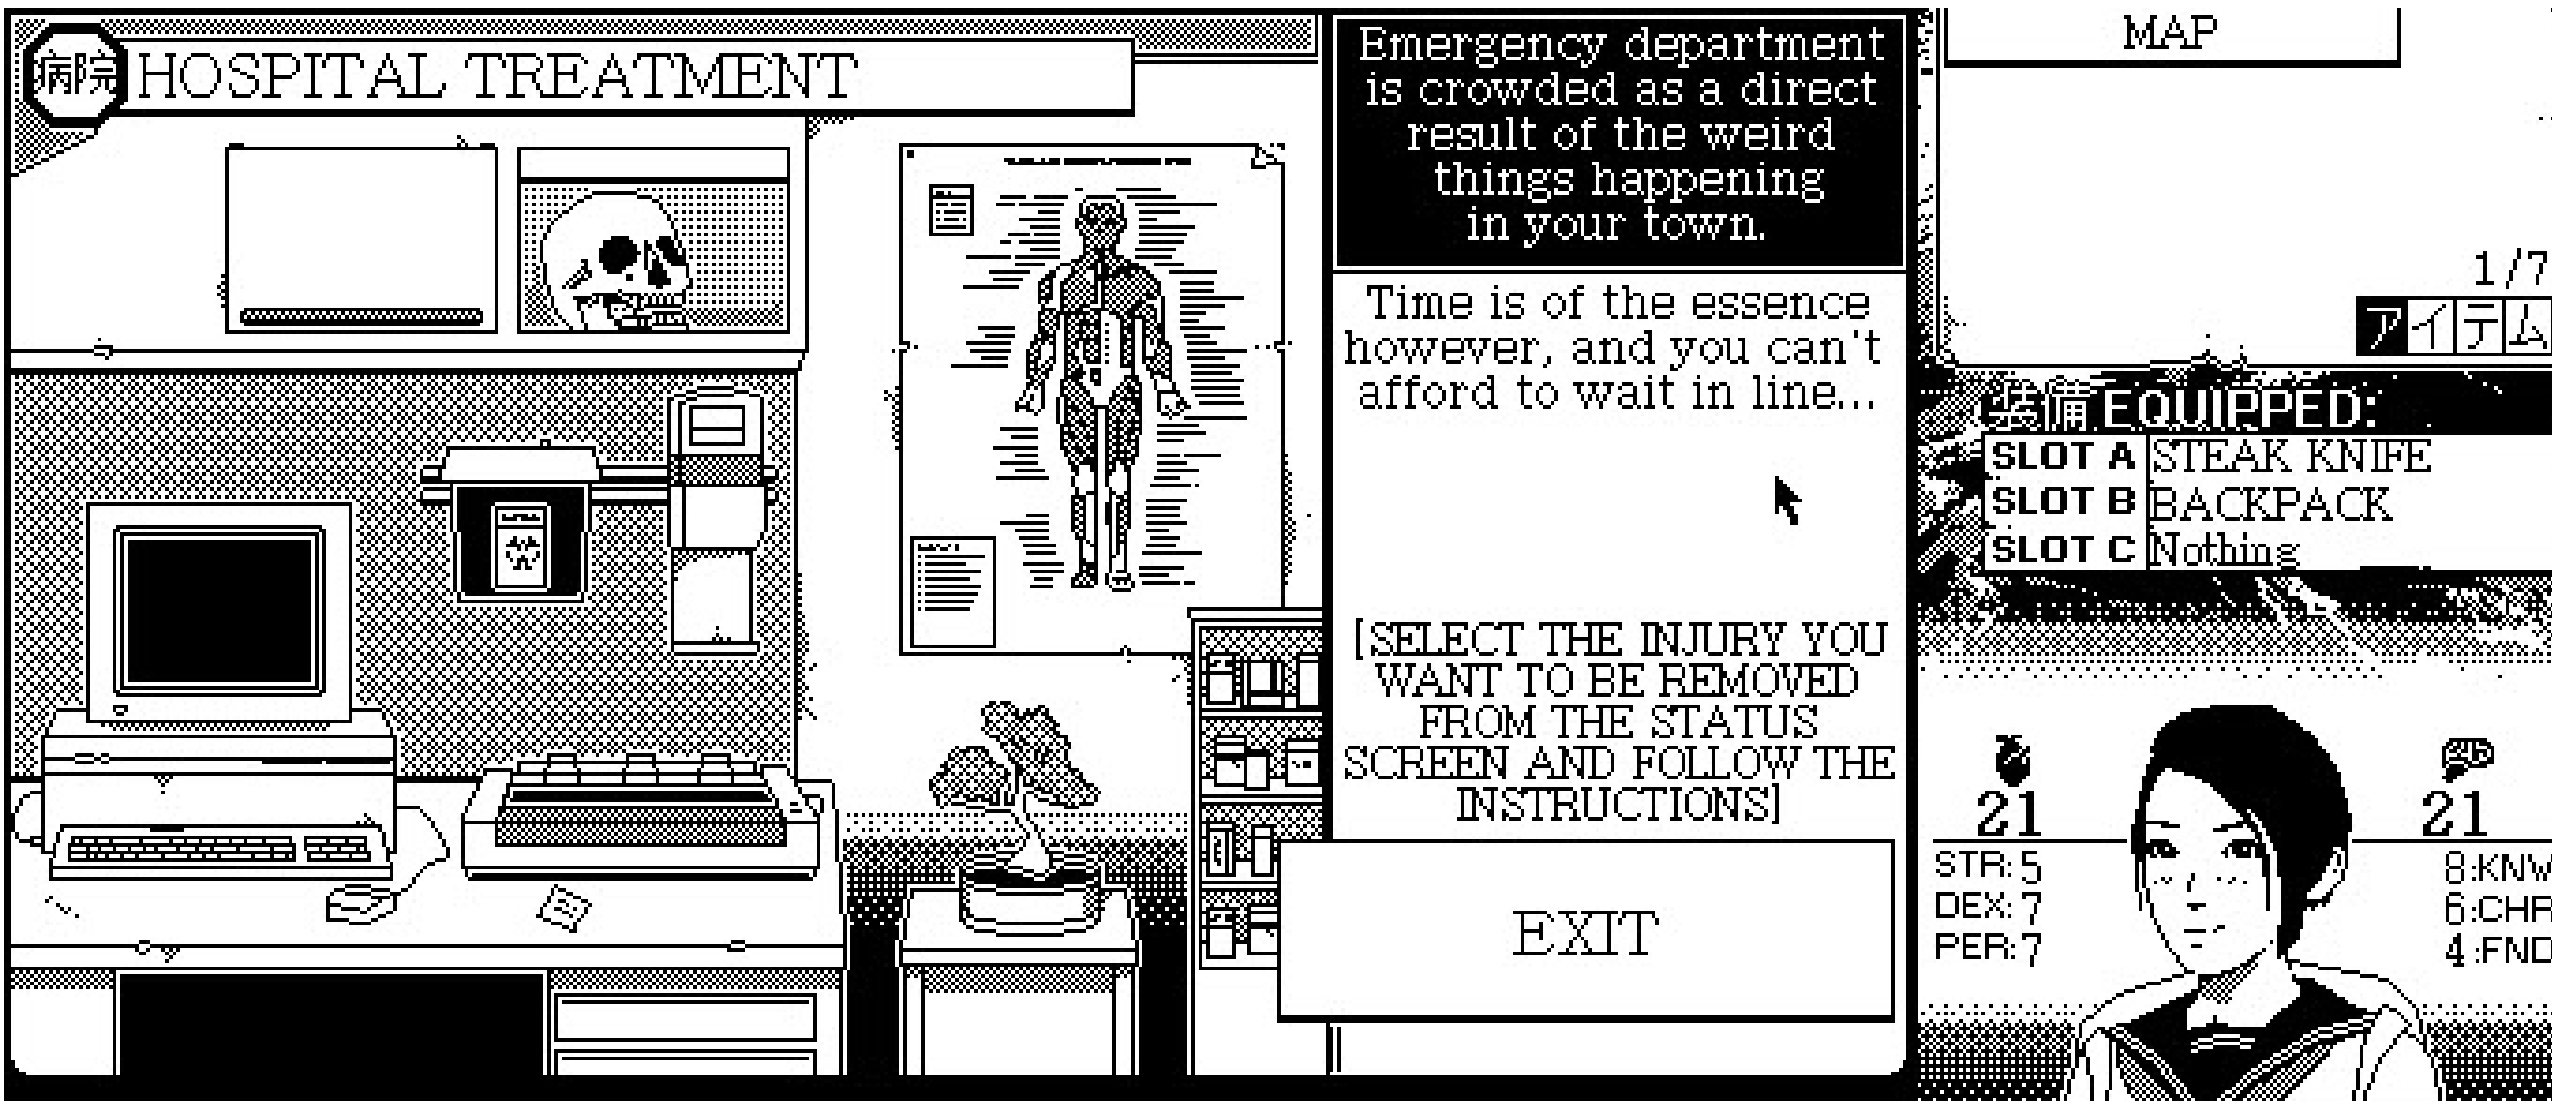 病院 HOSPITAL TREATMENT
Emergency department
is crowded as a direct
result of the weird
things happening
in your town.
Time is of the essence
however, and you can't
afford to wait in line...
[SELECT THE INJURY YOU
WANT TO BE REMOVED
FROM THE STATUS
SCREEN AND FOLLOW THE
INSTRUCTIONS]
EXIT
MAP
1/7
アイテム
装備 EQUIPPED:
SLOT A STEAK KNIFE
SLOT B BACKPACK
SLOT C Nothing
21
21
STR: 5
DEX: 7
PER: 7
8:KNW
6:CHR
4:FND